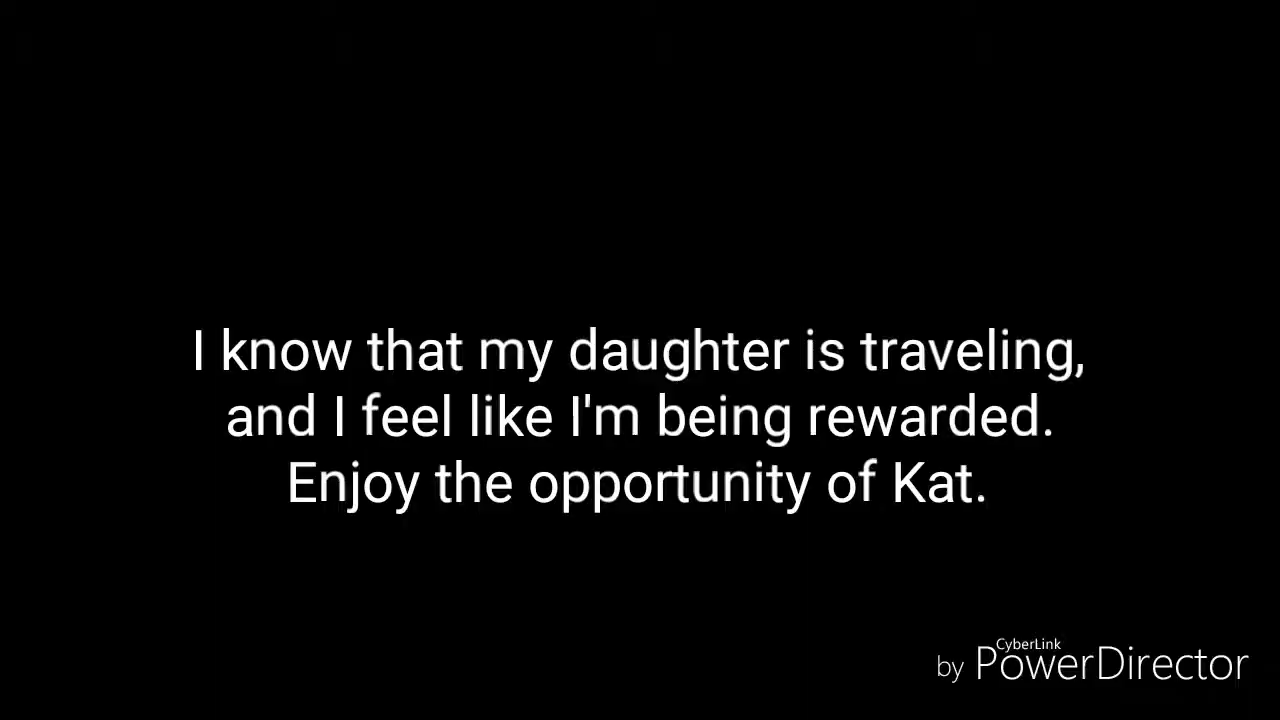 I know that my daughter is traveling,
and I feel like I'm being rewarded.
Enjoy the opportunity of Kat.
CyberLink
by PowerDirector